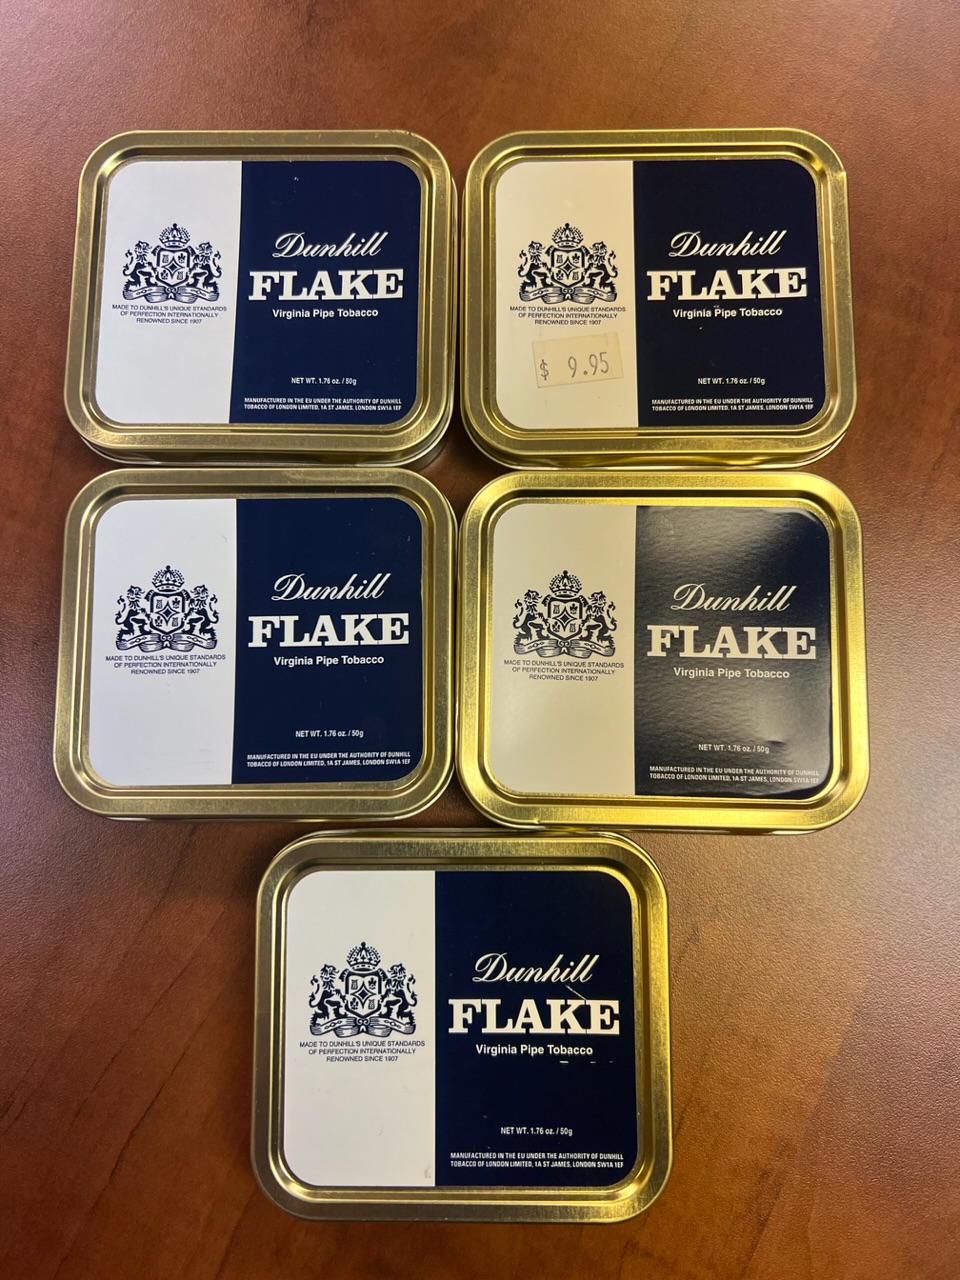 Dunhill
FLAKE
Virginia Pipe Tobacco
MADE TO DUNHILL'S UNIQUE STANDARDS
OF PERFECTION INTERNATIONALLY
RENOWNED SINCE 1907
NET WT. 1.76 oz. / 50g
MANUFACTURED IN THE EU UNDER THE AUTHORITY OF DUNHILL
TOBACCO OF LONDON LIMITED, 1A ST JAMES, LONDON SW1A 1EF
Dunhill
FLAKE
Virginia Pipe Tobacco
MADE TO DUNHILL'S UNIQUE STANDARDS
OF PERFECTION INTERNATIONALLY
RENOWNED SINCE 1907
$ 9.95
NET WT. 1.76 oz. / 50g
MANUFACTURED IN THE EU UNDER THE AUTHORITY OF DUNHILL
TOBACCO OF LONDON LIMITED, 1A ST JAMES, LONDON SW1A 1EF
Dunhill
FLAKE
Virginia Pipe Tobacco
MADE TO DUNHILL'S UNIQUE STANDARDS
OF PERFECTION INTERNATIONALLY
RENOWNED SINCE 1907
NET WT. 1.76 oz. / 50g
MANUFACTURED IN THE EU UNDER THE AUTHORITY OF DUNHILL
TOBACCO OF LONDON LIMITED, 1A ST JAMES, LONDON SW1A 1EF
Dunhill
FLAKE
Virginia Pipe Tobacco
MADE TO DUNHILL'S UNIQUE STANDARDS
OF PERFECTION INTERNATIONALLY
RENOWNED SINCE 1907
NET WT. 1.76 oz. / 50g
MANUFACTURED IN THE EU UNDER THE AUTHORITY OF DUNHILL
TOBACCO OF LONDON LIMITED, 1A ST JAMES, LONDON SW1A 1EF
Dunhill
FLAKE
Virginia Pipe Tobacco
MADE TO DUNHILL'S UNIQUE STANDARDS
OF PERFECTION INTERNATIONALLY
RENOWNED SINCE 1907
NET WT. 1.76 oz. / 50g
MANUFACTURED IN THE EU UNDER THE AUTHORITY OF DUNHILL
TOBACCO OF LONDON LIMITED, 1A ST JAMES, LONDON SW1A 1EF